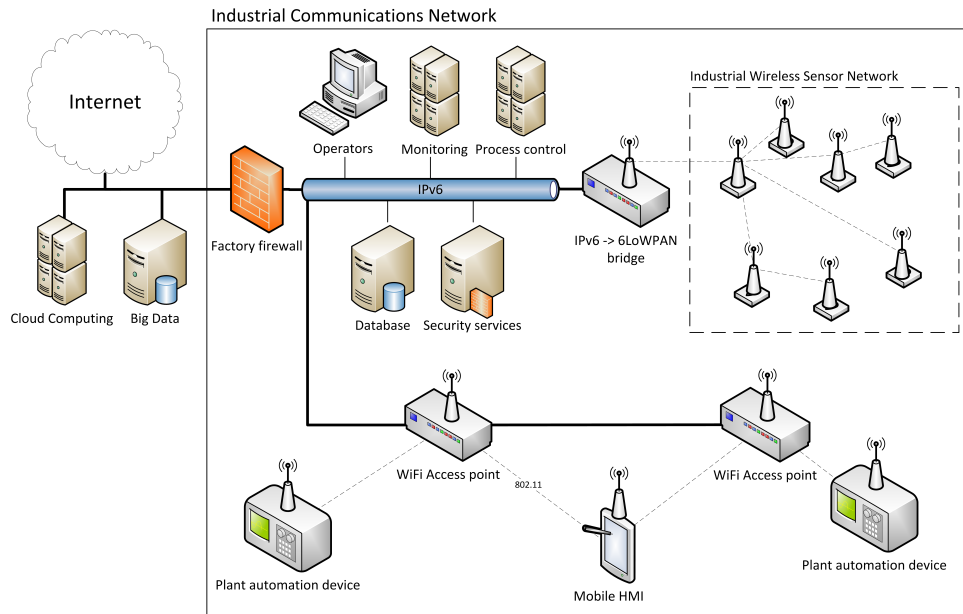 Industrial Communications Network
Internet
Industrial Wireless Sensor Network
Operators
Monitoring
Process control
IPv6
Factory firewall
IPv6 -> 6LoWPAN
bridge
Cloud Computing
Big Data
Database
Security services
WiFi Access point
WiFi Access point
802.11
Plant automation device
Plant automation device
Mobile HMI